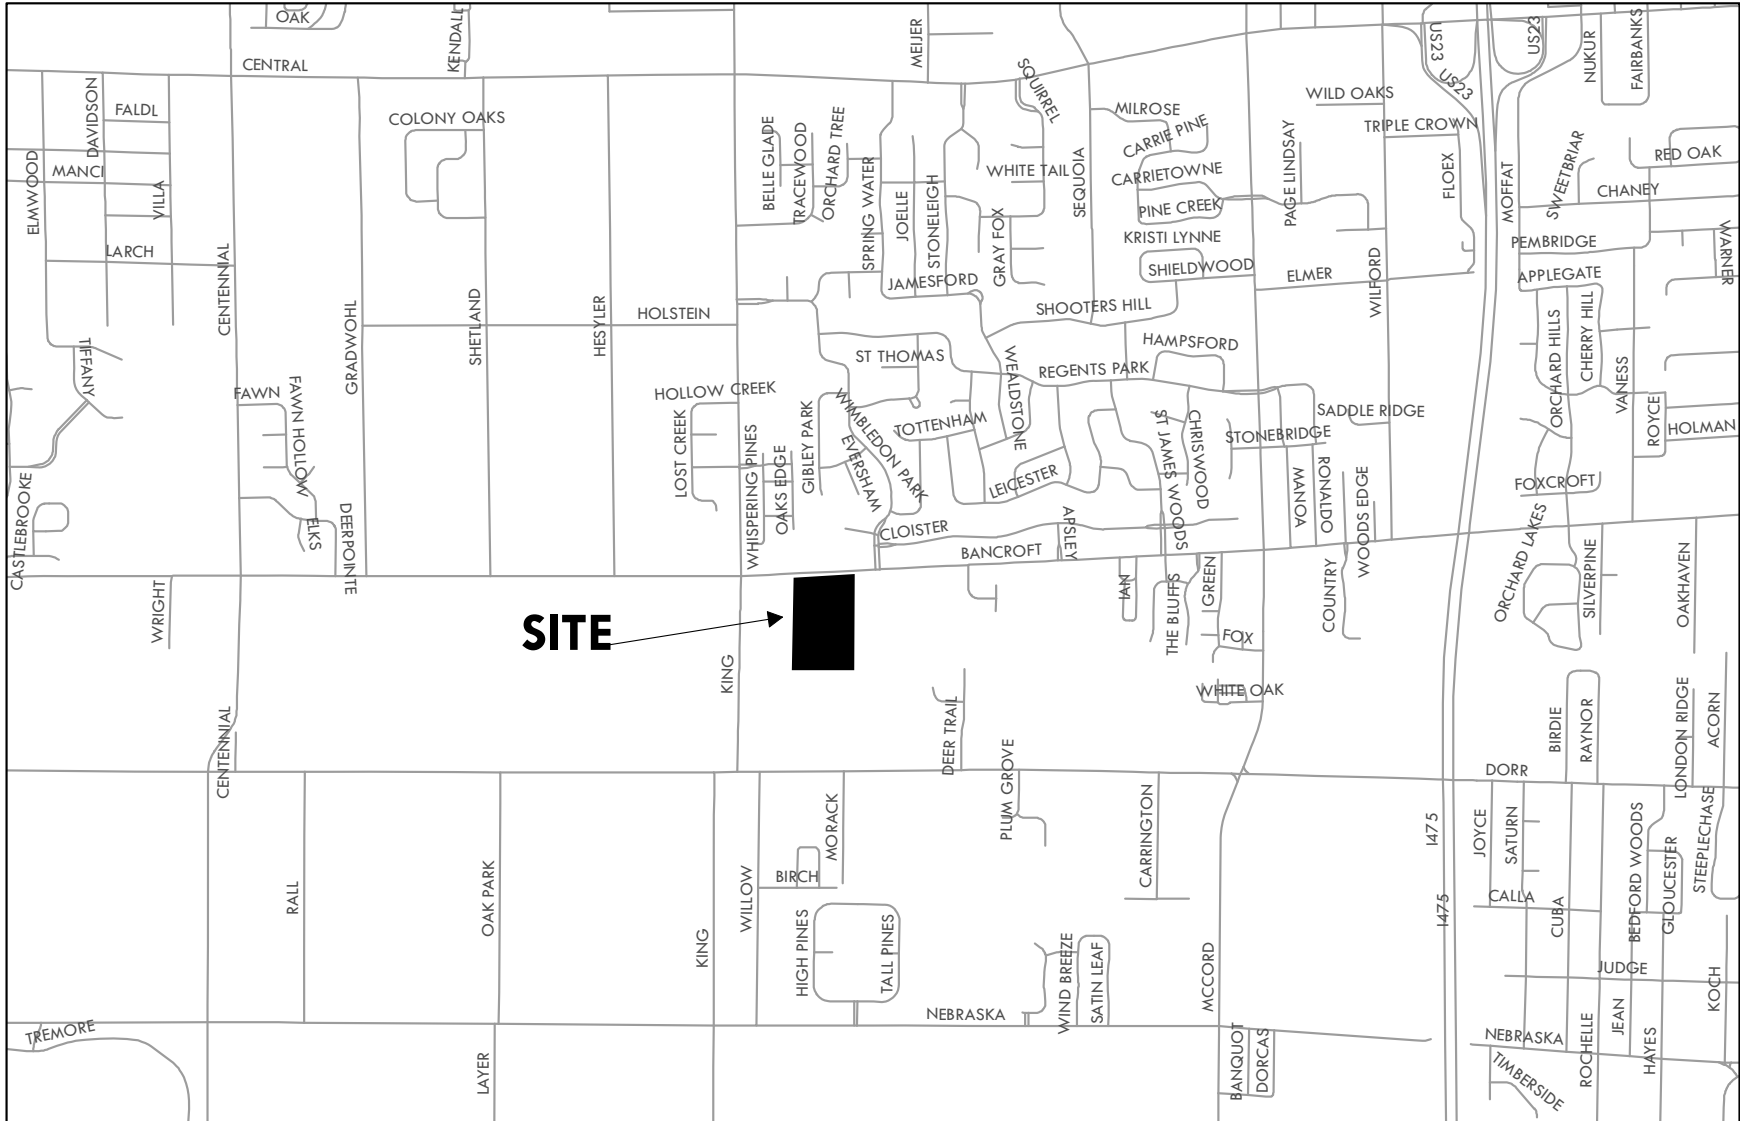 OAK
KENDALL
MEIJER
US23
US23
US23
NUKUR
FAIRBANKS
CENTRAL
SQUIRREL
DAVIDSON
FALDL
COLONY OAKS
BELLE GLADE
TRACEWOOD
ORCHARD TREE
MILROSE
CARRIE PINE
WILD OAKS
TRIPLE CROWN
ELMWOOD
MANCI
VILLA
SPRING WATER
JOELLE
STONELEIGH
WHITE TAIL
GRAY FOX
SEQUOIA
CARRIETOWNE
PINE CREEK
PAGE LINDSAY
FLOEX
MOFFAT
SWEETBRIAR
RED OAK
CHANEY
KRISTI LYNNE
PEMBRIDGE
WARNER
LARCH
CENTENNIAL
JAMESFORD
SHIELDWOOD
ELMER
WILFORD
APPLEGATE
GRADWOHL
SHETLAND
HESYLER
HOLSTEIN
SHOOTERS HILL
TIFFANY
ST THOMAS
WEALDSTONE
HAMPSFORD
REGENTS PARK
ORCHARD HILLS
CHERRY HILL
VANESS
FAWN
FAWN HOLLOW
HOLLOW CREEK
LOST CREEK
GIBLEY PARK
WIMBLEDON PARK
TOTTENHAM
ST JAMES WOODS
CHRISWOOD
SADDLE RIDGE
STONEBRIDGE
ROYCE
HOLMAN
WHISPERING PINES
OAKS EDGE
EVERSHAM
LEICESTER
MANOA
RONALDO
WOODS EDGE
FOXCROFT
CASTLEBROOKE
ELKS
DEERPOINTE
CLOISTER
APSLEY
BANCROFT
ORCHARD LAKES
WRIGHT
IAN
THE BLUFFS
GREEN
COUNTRY
SILVERPINE
OAKHAVEN
SITE
FOX
KING
WHITE OAK
CENTENNIAL
DEER TRAIL
BIRDIE
RAYNOR
LONDON RIDGE
ACORN
DORR
PLUM GROVE
MORACK
CARRINGTON
I475
JOYCE
SATURN
BEDFORD WOODS
GLOUCESTER
STEEPLECHASE
RALL
OAK PARK
WILLOW
BIRCH
I475
CALLA
CUBA
KING
HIGH PINES
TALL PINES
WIND BREEZE
SATIN LEAF
MCCORD
JUDGE
KOCH
TREMORE
NEBRASKA
NEBRASKA
JEAN
LAYER
BANQUOT
DORCAS
TIMBERSIDE
ROCHELLE
HAYES